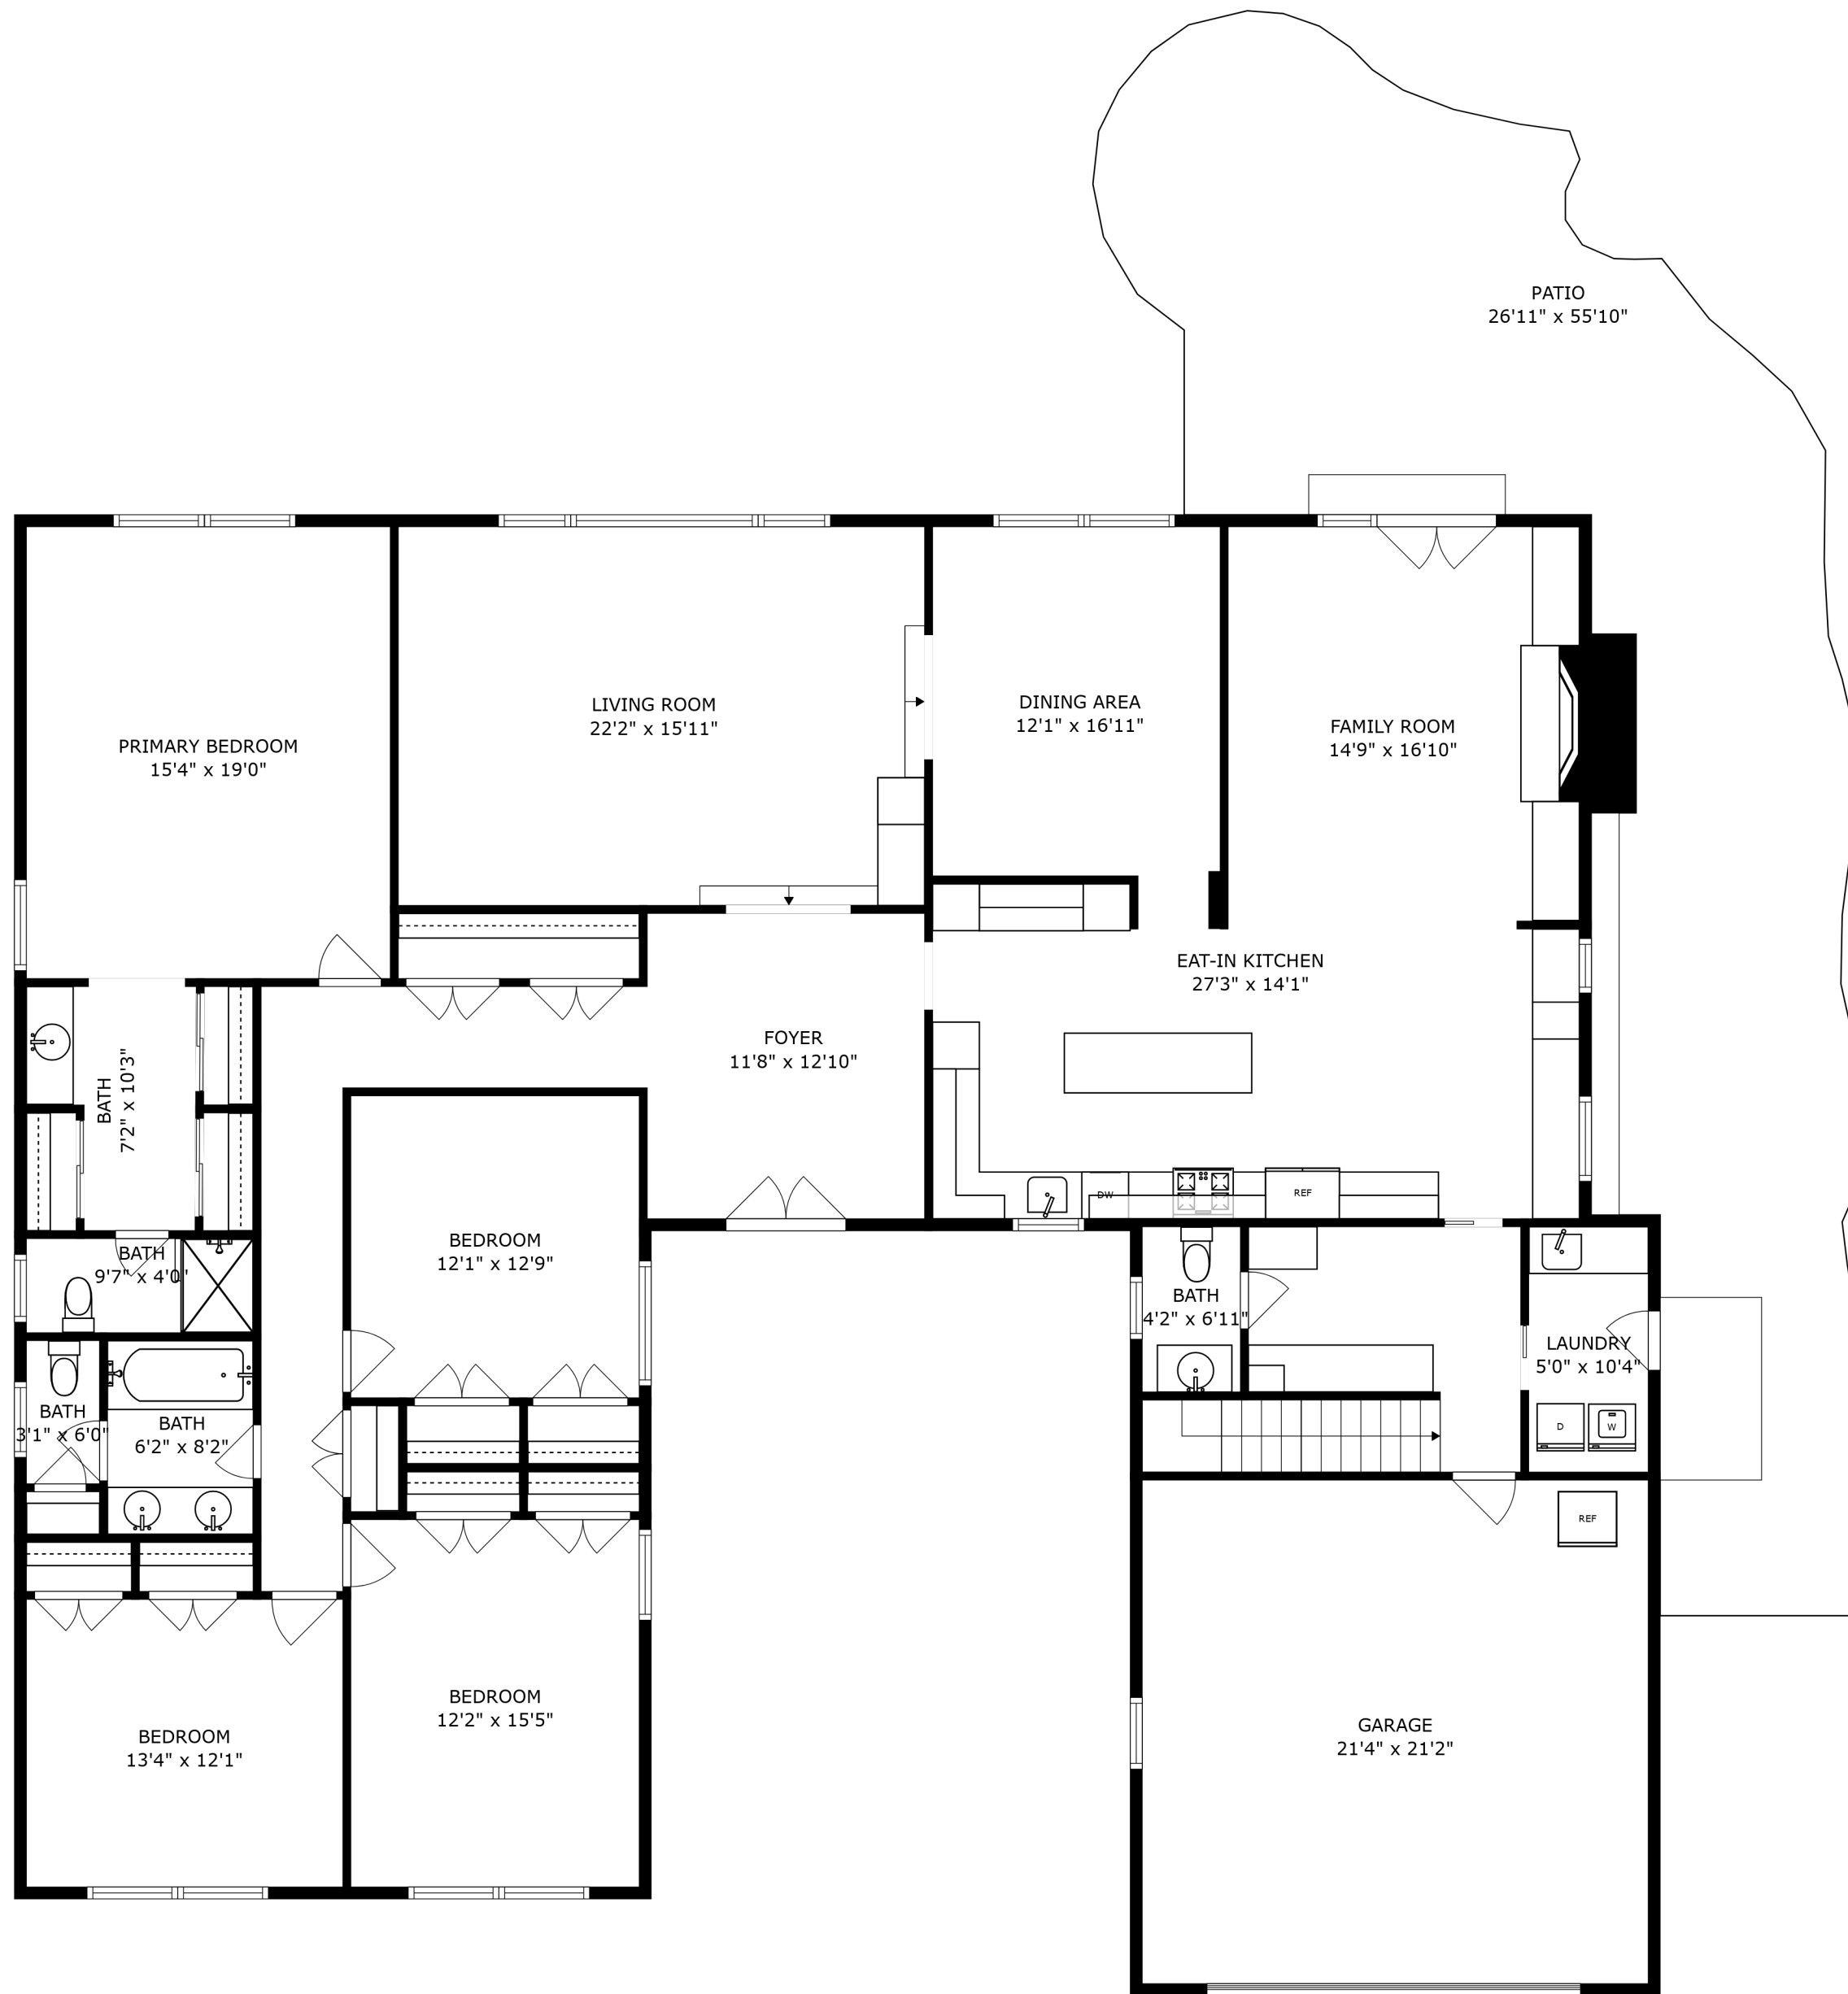 PATIO
26'11" x 55'10"
PRIMARY BEDROOM
15'4" x 19'0"
LIVING ROOM
22'2" x 15'11"
DINING AREA
12'1" x 16'11"
FAMILY ROOM
14'9" x 16'10"
EAT-IN KITCHEN
27'3" x 14'1"
FOYER
11'8" x 12'10"
BATH
7'2" x 10'3"
DW
REF
BEDROOM
12'1" x 12'9"
BATH
9'7" x 4'0"
BATH
4'2" x 6'11"
LAUNDRY
5'0" x 10'4"
BATH
3'1" x 6'0"
BATH
6'2" x 8'2"
D
W
REF
BEDROOM
12'2" x 15'5"
BEDROOM
13'4" x 12'1"
GARAGE
21'4" x 21'2"